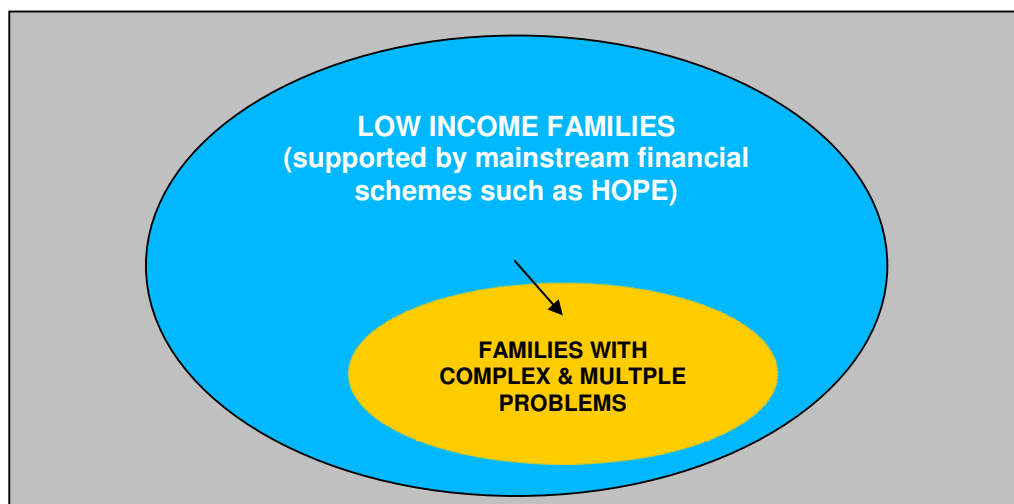 LOW INCOME FAMILIES
(supported by mainstream financial
schemes such as HOPE)
FAMILIES WITH
COMPLEX & MULTPLE
PROBLEMS